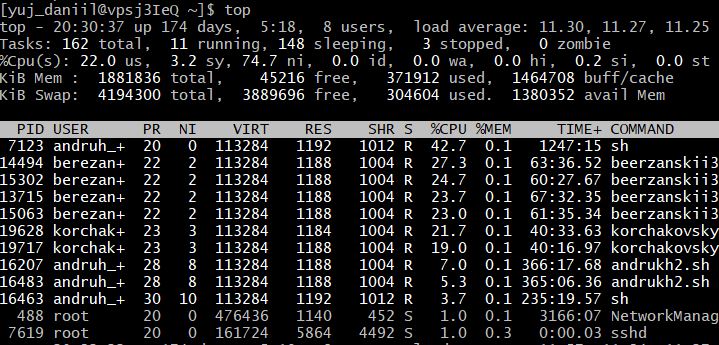 [yuj_daniil@vpsj3IeQ ~]$ top
top - 20:30:37 up 174 days,  5:18,  8 users,  load average: 11.30, 11.27, 11.25
Tasks: 162 total,  11 running, 148 sleeping,   3 stopped,   0 zombie
%Cpu(s): 22.0 us,  3.2 sy, 74.7 ni,  0.0 id,  0.0 wa,  0.0 hi,  0.2 si,  0.0 st
KiB Mem :  1881836 total,    45216 free,   371912 used,  1464708 buff/cache
KiB Swap:  4194300 total,  3889696 free,   304604 used.  1380352 avail Mem
PID USER PR NI VIRT RES SHR S %CPU %MEM TIME+ COMMAND
7123 andruh_+ 20 0 113284 1192 1012 R 42.7 0.1 1247:15 sh
14494 berezan+ 22 2 113284 1188 1004 R 27.3 0.1 63:36.52 beerzanskii3
15302 berezan+ 22 2 113284 1188 1004 R 24.7 0.1 60:27.67 beerzanskii3
13715 berezan+ 22 2 113284 1188 1004 R 23.7 0.1 67:32.35 beerzanskii3
15063 berezan+ 22 2 113284 1188 1004 R 23.0 0.1 61:35.34 beerzanskii3
19628 korchak+ 23 3 113284 1184 1004 R 21.7 0.1 40:33.63 korchakovsky
19717 korchak+ 23 3 113284 1188 1004 R 19.0 0.1 40:16.97 korchakovsky
16207 andruh_+ 28 8 113284 1188 1004 R 7.0 0.1 366:17.68 andrukh2.sh
16483 andruh_+ 28 8 113284 1188 1004 R 5.3 0.1 365:06.36 andrukh2.sh
16463 andruh_+ 30 10 113284 1192 1012 R 3.7 0.1 235:19.57 sh
488 root 20 0 476436 1140 452 S 1.0 0.1 3166:07 NetworkManag
7619 root 20 0 161724 5864 4492 S 1.0 0.3 0:00.03 sshd